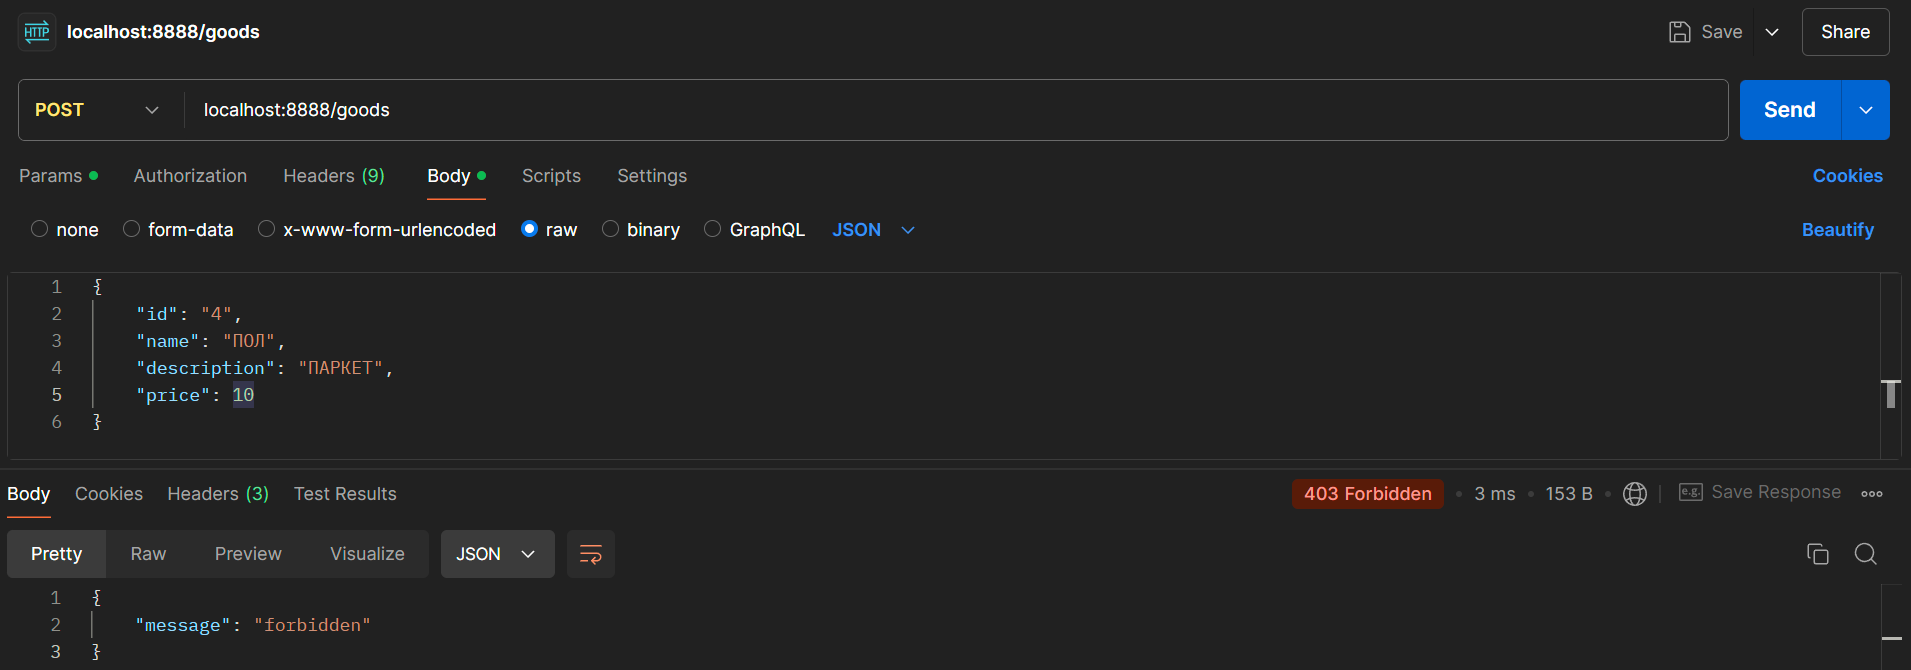 HTTP localhost:8888/goods Save Share
POST localhost:8888/goods Send
Params Authorization Headers (9) Body Scripts Settings Cookies
none form-data x-www-form-urlencoded raw binary GraphQL JSON Beautify
1 {
2 "id": "4",
3 "name": "ПОЛ",
4 "description": "ПАРКЕТ",
5 "price": 10
6 }
Body Cookies Headers (3) Test Results 403 Forbidden 3 ms 153 B e.g. Save Response
Pretty Raw Preview Visualize JSON
1 {
2 "message": "forbidden"
3 }